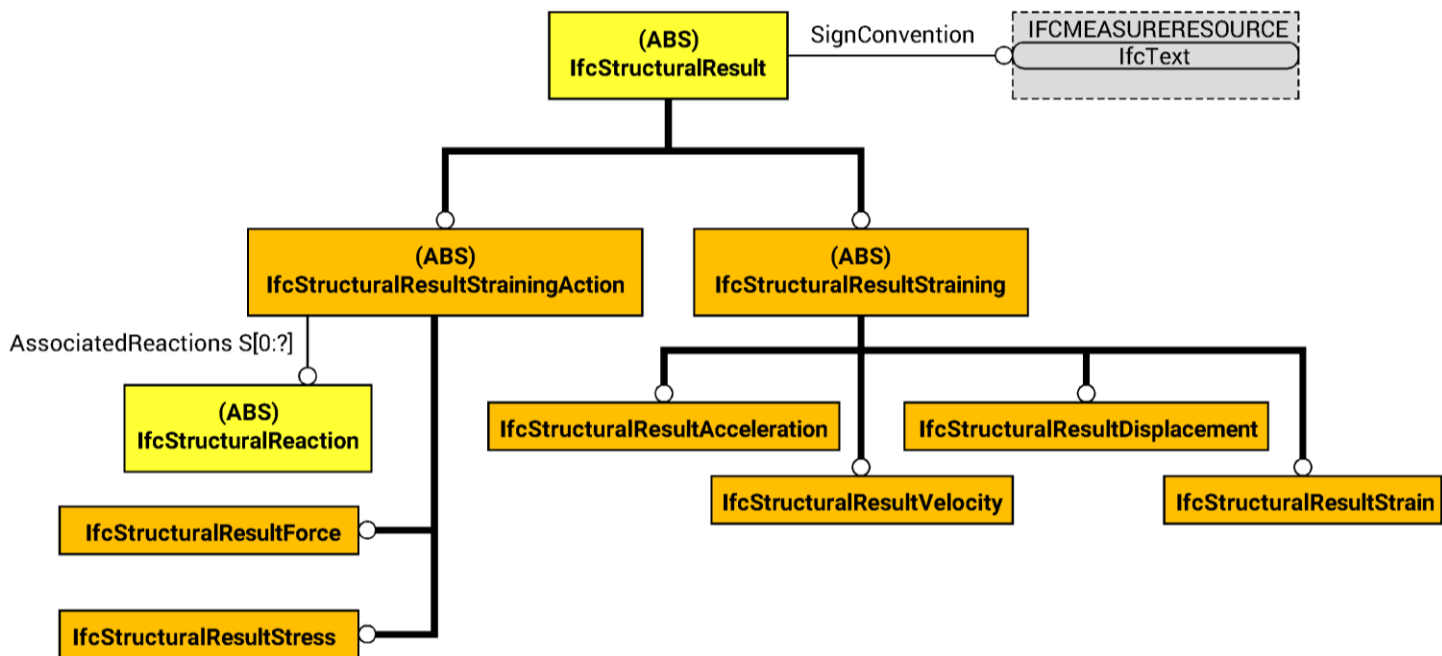 (ABS)
IfcStructuralResult
SignConvention
IFCMEASURERESOURCE
IfcText
(ABS)
IfcStructuralResultStrainingAction
(ABS)
IfcStructuralResultStraining
AssociatedReactions S[0:?]
(ABS)
IfcStructuralReaction
IfcStructuralResultAcceleration
IfcStructuralResultDisplacement
IfcStructuralResultVelocity
IfcStructuralResultStrain
IfcStructuralResultForce
IfcStructuralResultStress